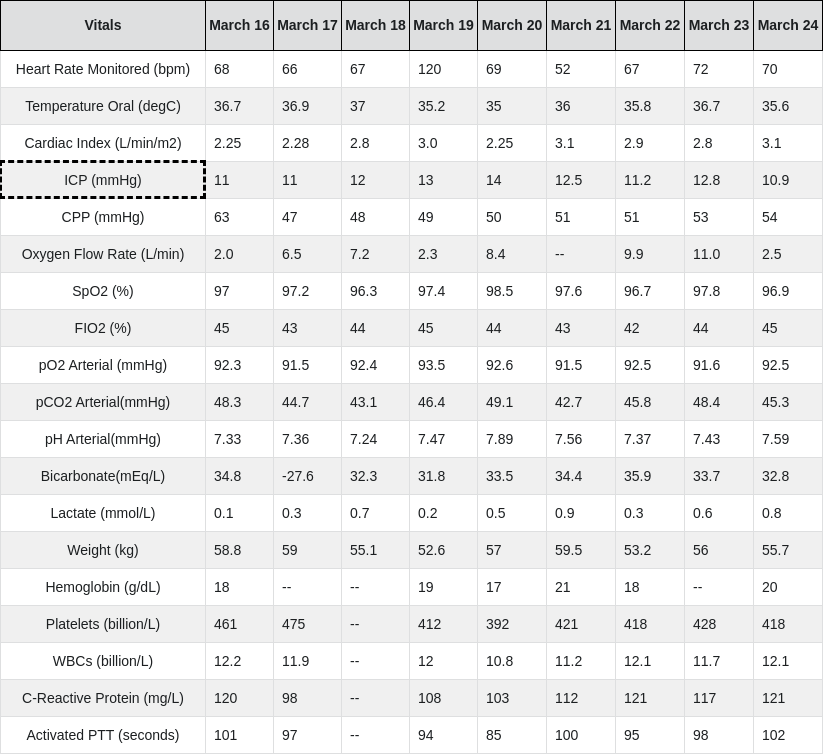 Vitals March 16 March 17 March 18 March 19 March 20 March 21 March 22 March 23 March 24
Heart Rate Monitored (bpm) 68 66 67 120 69 52 67 72 70
Temperature Oral (degC) 36.7 36.9 37 35.2 35 36 35.8 36.7 35.6
Cardiac Index (L/min/m2) 2.25 2.28 2.8 3.0 2.25 3.1 2.9 2.8 3.1
ICP (mmHg) 11 11 12 13 14 12.5 11.2 12.8 10.9
CPP (mmHg) 63 47 48 49 50 51 51 53 54
Oxygen Flow Rate (L/min) 2.0 6.5 7.2 2.3 8.4 -- 9.9 11.0 2.5
SpO2 (%) 97 97.2 96.3 97.4 98.5 97.6 96.7 97.8 96.9
FIO2 (%) 45 43 44 45 44 43 42 44 45
pO2 Arterial (mmHg) 92.3 91.5 92.4 93.5 92.6 91.5 92.5 91.6 92.5
pCO2 Arterial(mmHg) 48.3 44.7 43.1 46.4 49.1 42.7 45.8 48.4 45.3
pH Arterial(mmHg) 7.33 7.36 7.24 7.47 7.89 7.56 7.37 7.43 7.59
Bicarbonate(mEq/L) 34.8 -27.6 32.3 31.8 33.5 34.4 35.9 33.7 32.8
Lactate (mmol/L) 0.1 0.3 0.7 0.2 0.5 0.9 0.3 0.6 0.8
Weight (kg) 58.8 59 55.1 52.6 57 59.5 53.2 56 55.7
Hemoglobin (g/dL) 18 -- -- 19 17 21 18 -- 20
Platelets (billion/L) 461 475 -- 412 392 421 418 428 418
WBCs (billion/L) 12.2 11.9 -- 12 10.8 11.2 12.1 11.7 12.1
C-Reactive Protein (mg/L) 120 98 -- 108 103 112 121 117 121
Activated PTT (seconds) 101 97 -- 94 85 100 95 98 102